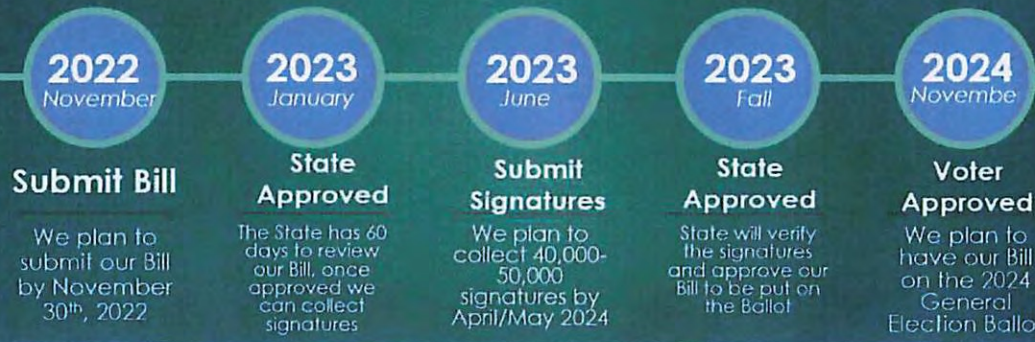 2022
November
Submit Bill
We plan to
submit our Bill
by November
30th, 2022
2023
January
State
Approved
The State has 60
days to review
our Bill, once
approved we
can collect
signatures
2023
June
Submit
Signatures
We plan to
collect 40,000-
50,000
signatures by
April/May 2024
2023
Fall
State
Approved
State will verify
the signatures
and approve our
Bill to be put on
the Ballot
2024
Novembe
Voter
Approved
We plan to
have our Bill
on the 2024
General
Election Ballo